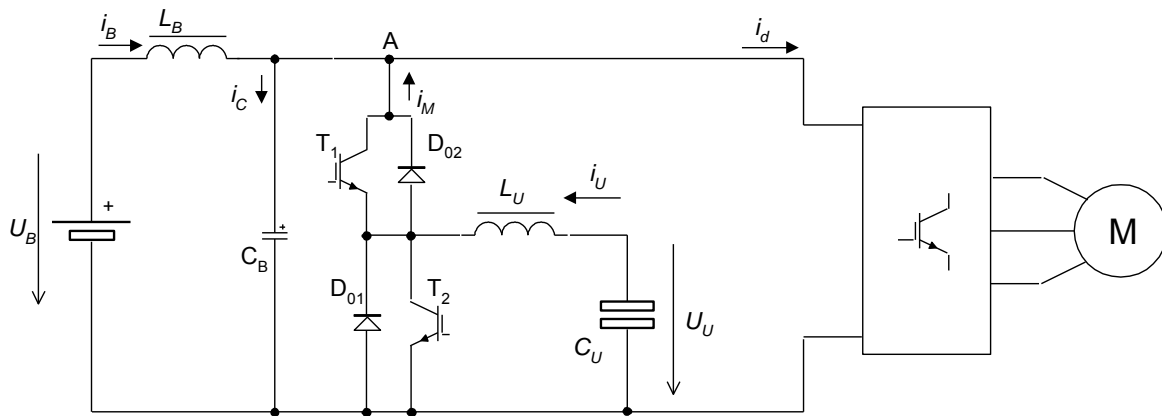 i_B
L_B
A
i_d
i_C
i_M
T_1
D_02
L_U
i_U
+
U_B
+
C_B
D_01
T_2
C_U
U_U
M